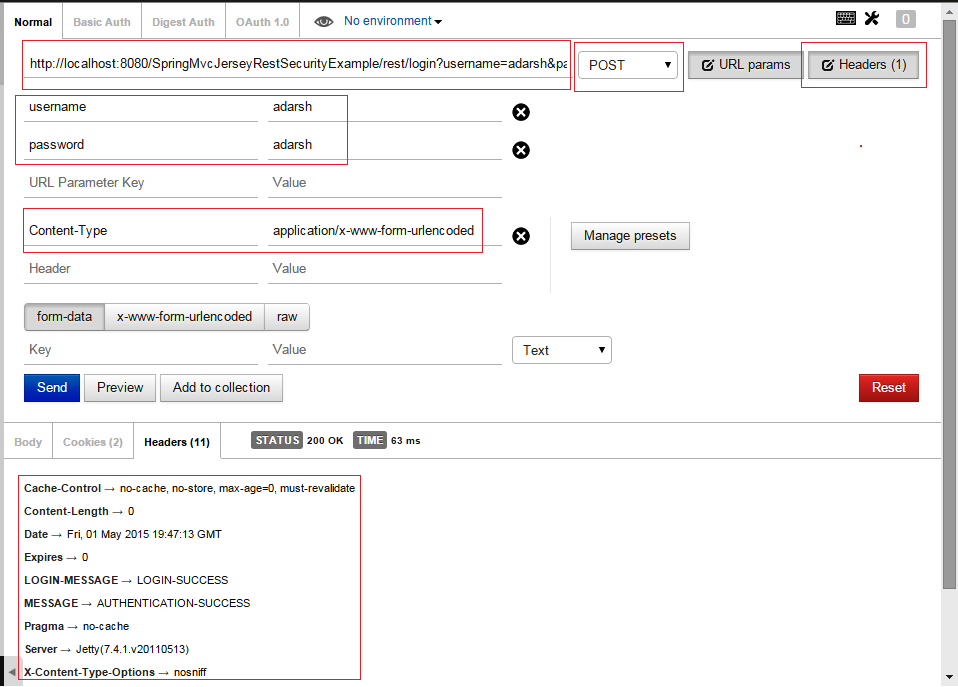 Normal Basic Auth Digest Auth OAuth 1.0 No environment 0
http://localhost:8080/SpringMvcJerseyRestSecurityExample/rest/login?username=adarsh&pa POST URL params Headers (1)
username adarsh
password adarsh
URL Parameter Key Value
Content-Type application/x-www-form-urlencoded Manage presets
Header Value
form-data x-www-form-urlencoded raw
Key Value Text
Send Preview Add to collection Reset
Body Cookies (2) Headers (11) STATUS 200 OK TIME 63 ms
Cache-Control → no-cache, no-store, max-age=0, must-revalidate
Content-Length → 0
Date → Fri, 01 May 2015 19:47:13 GMT
Expires → 0
LOGIN-MESSAGE → LOGIN-SUCCESS
MESSAGE → AUTHENTICATION-SUCCESS
Pragma → no-cache
Server → Jetty(7.4.1.v20110513)
X-Content-Type-Options → nosniff